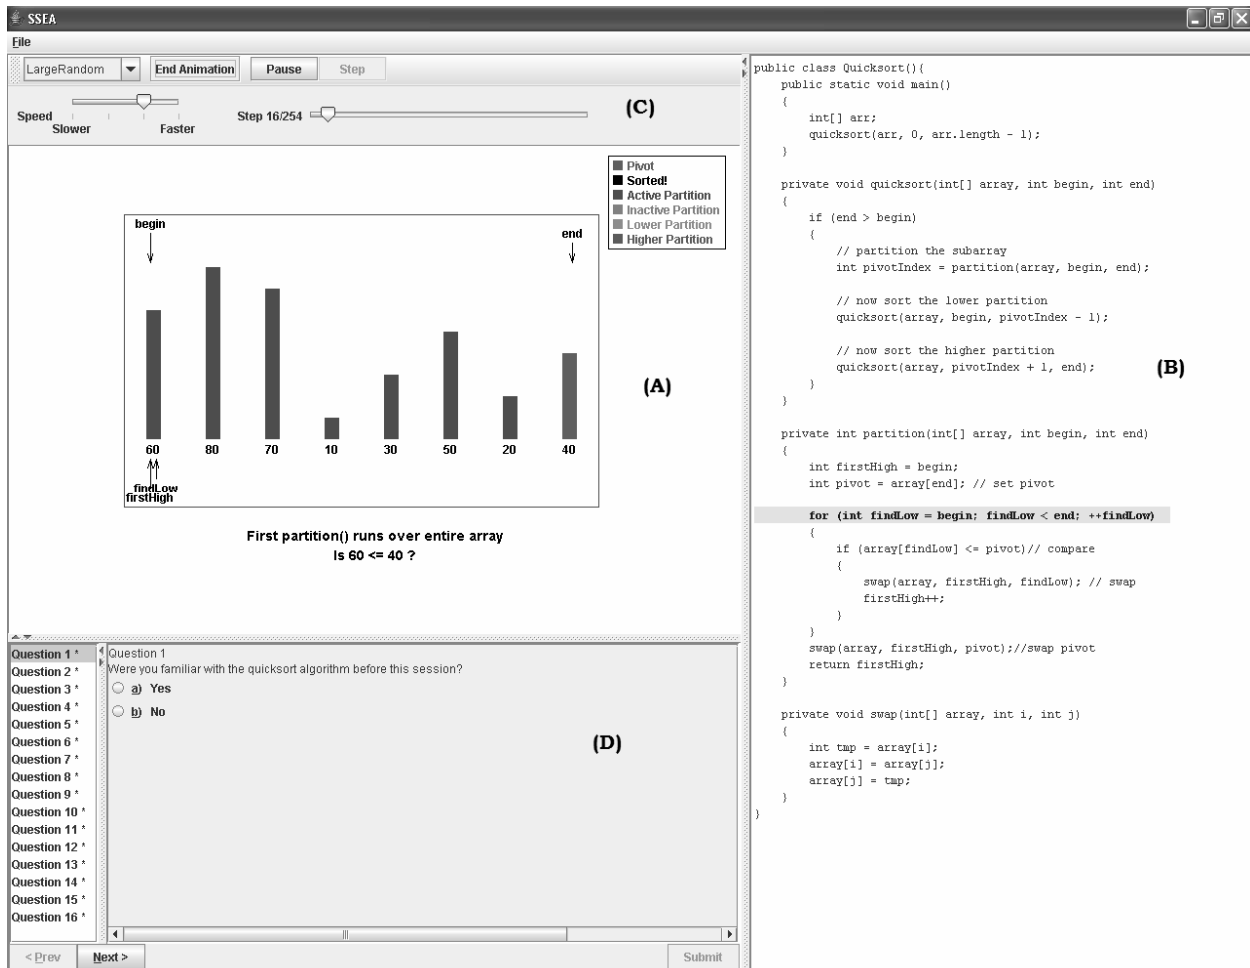 SSEA
File
LargeRandom End Animation Pause Step
Speed
Slower Faster
Step 16/254
(C)
Pivot
Sorted!
Active Partition
Inactive Partition
Lower Partition
Higher Partition
begin
end
(A)
60 80 70 10 30 50 20 40
findLow
firstHigh
First partition() runs over entire array
Is 60 <= 40 ?
Question 1 *
Question 2 *
Question 3 *
Question 4 *
Question 5 *
Question 6 *
Question 7 *
Question 8 *
Question 9 *
Question 10 *
Question 11 *
Question 12 *
Question 13 *
Question 14 *
Question 15 *
Question 16 *
Question 1
Were you familiar with the quicksort algorithm before this session?
a) Yes
b) No
(D)
< Prev Next > Submit
public class Quicksort(){
public static void main()
{
int[] arr;
quicksort(arr, 0, arr.length - 1);
}
private void quicksort(int[] array, int begin, int end)
{
if (end > begin)
{
// partition the subarray
int pivotIndex = partition(array, begin, end);
// now sort the lower partition
quicksort(array, begin, pivotIndex - 1);
// now sort the higher partition
quicksort(array, pivotIndex + 1, end);
}
}
(B)
private int partition(int[] array, int begin, int end)
{
int firstHigh = begin;
int pivot = array[end]; // set pivot
for (int findLow = begin; findLow < end; ++findLow)
{
if (array[findLow] <= pivot)// compare
{
swap(array, firstHigh, findLow); // swap
firstHigh++;
}
}
swap(array, firstHigh, pivot);//swap pivot
return firstHigh;
}
private void swap(int[] array, int i, int j)
{
int tmp = array[i];
array[i] = array[j];
array[j] = tmp;
}
}